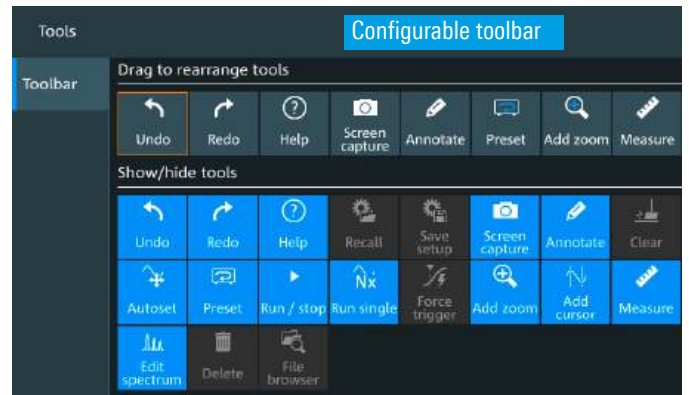 Tools
Configurable toolbar
Toolbar
Drag to rearrange tools
Undo
Redo
Help
Screen
capture
Annotate
Preset
Add zoom
Measure
Show/hide tools
Undo
Redo
Help
Recall
Save
setup
Screen
capture
Annotate
Clear
Autoset
Preset
Run / stop
Run single
Force
trigger
Add zoom
Add
cursor
Measure
Edit
spectrum
Delete
File
browser